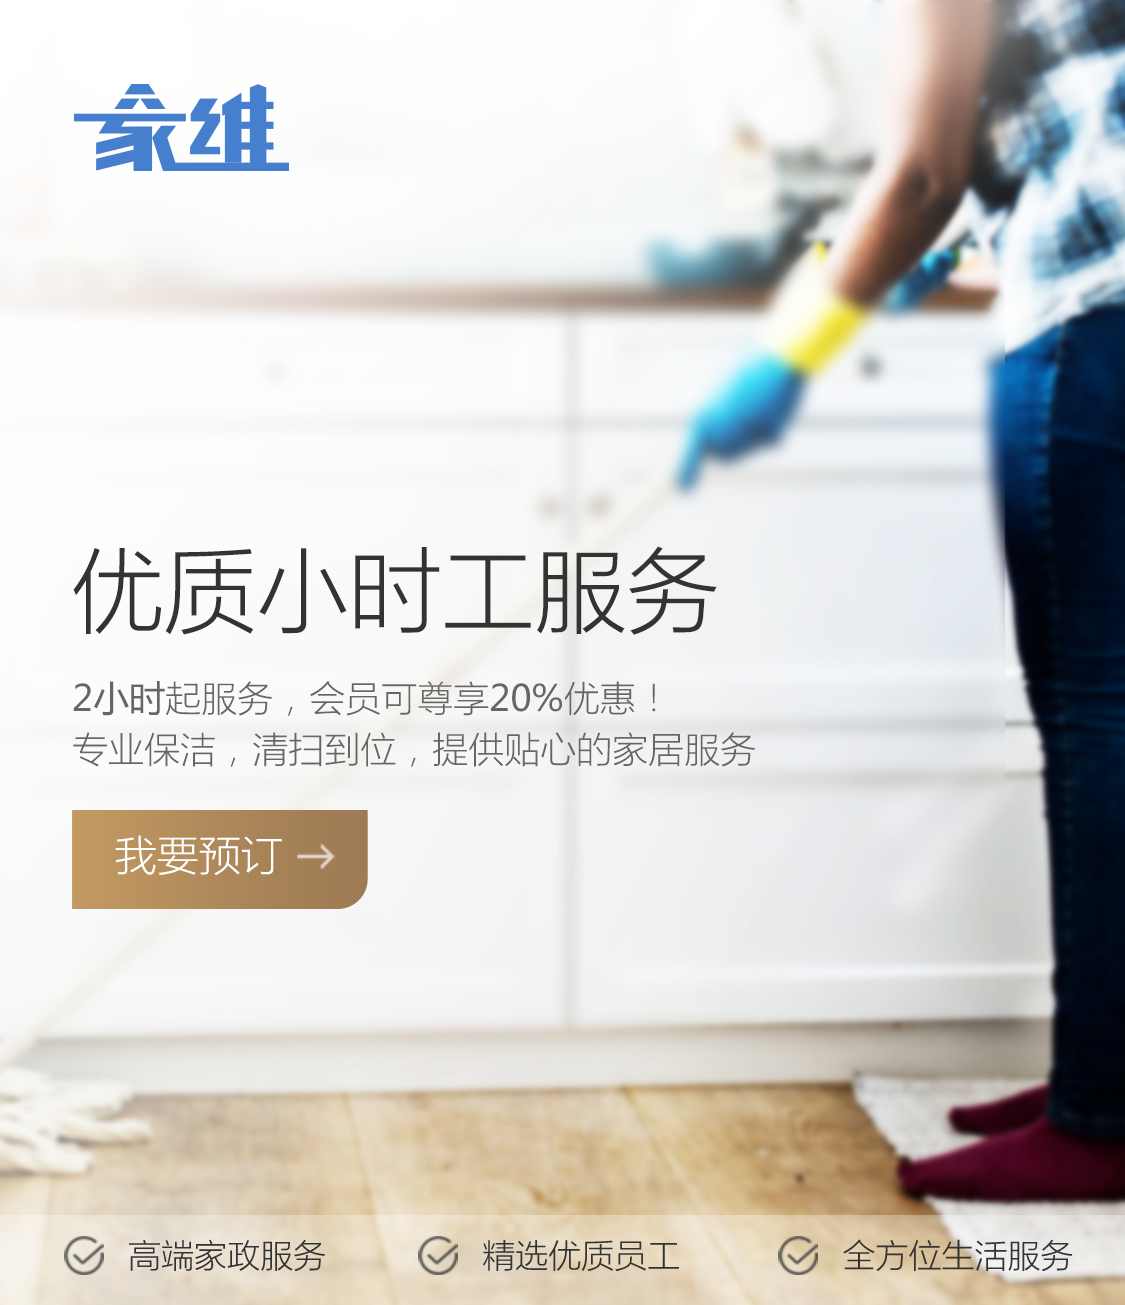 家维
优质小时工服务
2小时起服务，会员可尊享20%优惠！
专业保洁，清扫到位，提供贴心的家居服务
我要预订 →
高端家政服务 精选优质员工 全方位生活服务